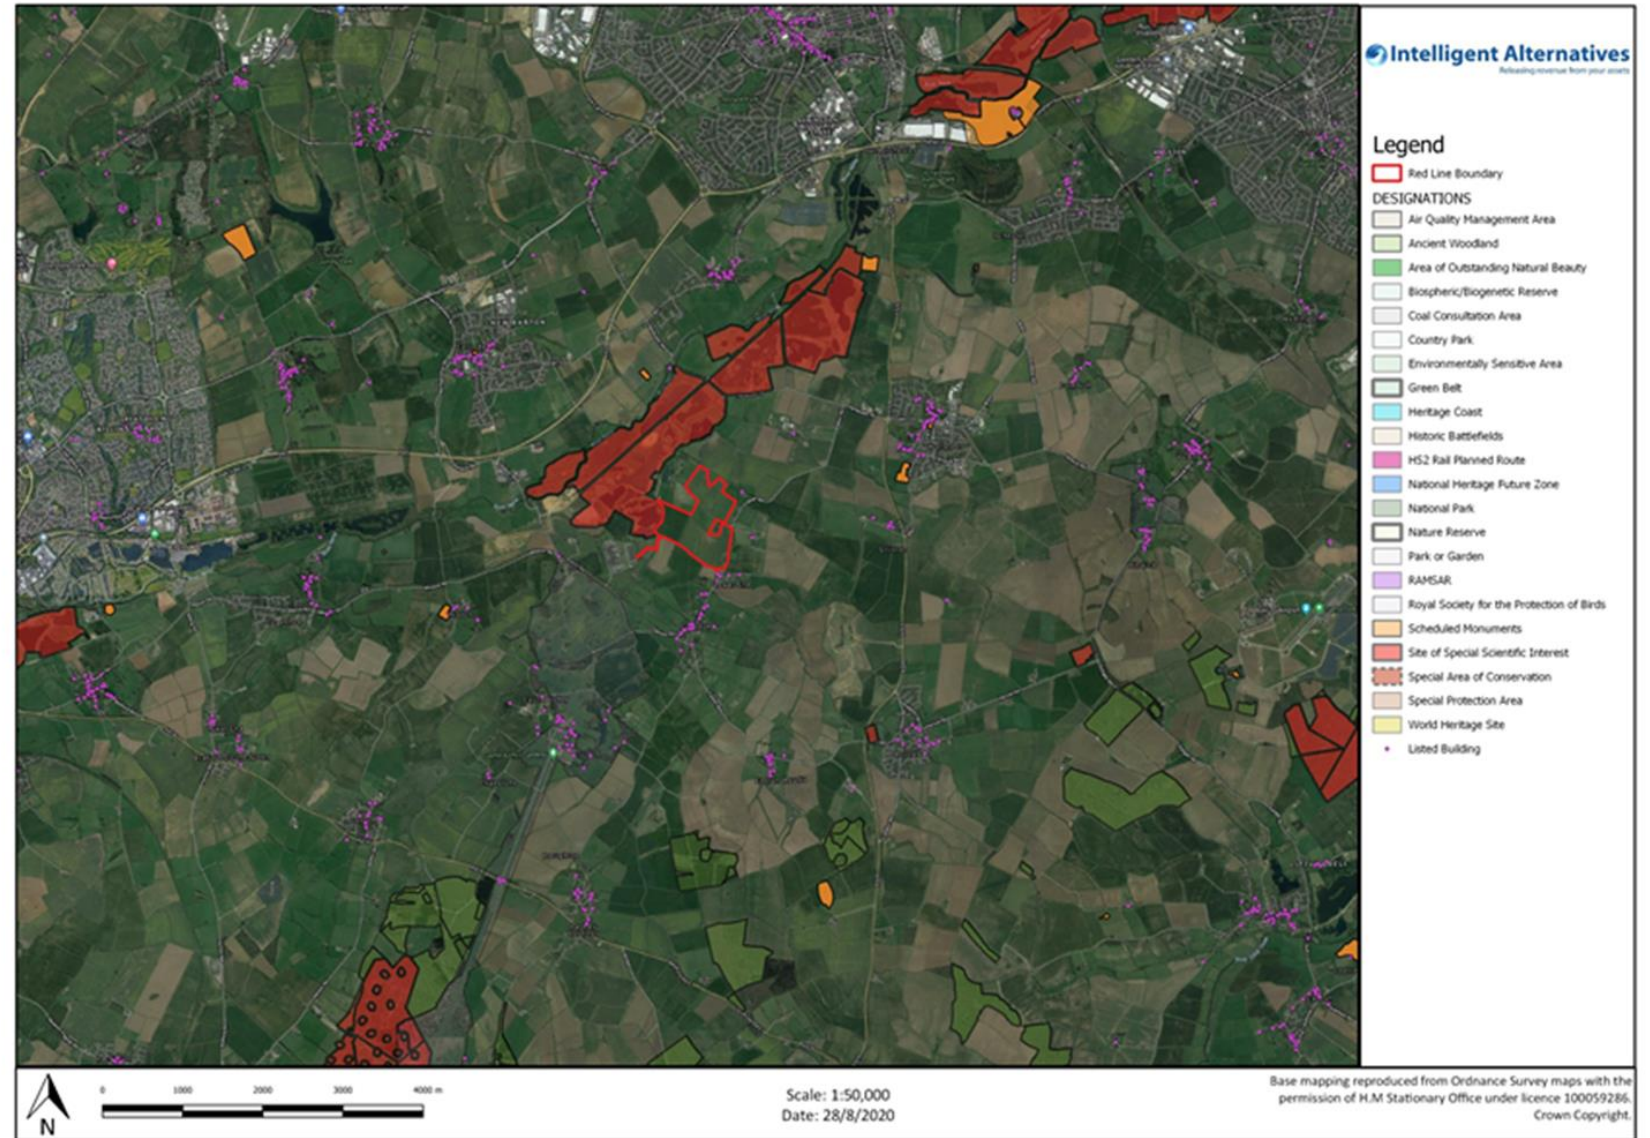 Intelligent Alternatives
Releasing revenue from your assets
Legend
Red Line Boundary
DESIGNATIONS
Air Quality Management Area
Ancient Woodland
Area of Outstanding Natural Beauty
Biospheric/Biogenetic Reserve
Coal Consultation Area
Country Park
Environmentally Sensitive Area
Green Belt
Heritage Coast
Historic Battlefields
HS2 Rail Planned Route
National Heritage Future Zone
National Park
Nature Reserve
Park or Garden
RAMSAR
Royal Society for the Protection of Birds
Scheduled Monuments
Site of Special Scientific Interest
Special Area of Conservation
Special Protection Area
World Heritage Site
Listed Building
N
0 1000 2000 3000 4000 m
Scale: 1:50,000
Date: 28/8/2020
Base mapping reproduced from Ordnance Survey maps with the
permission of H.M Stationary Office under licence 100059286.
Crown Copyright.